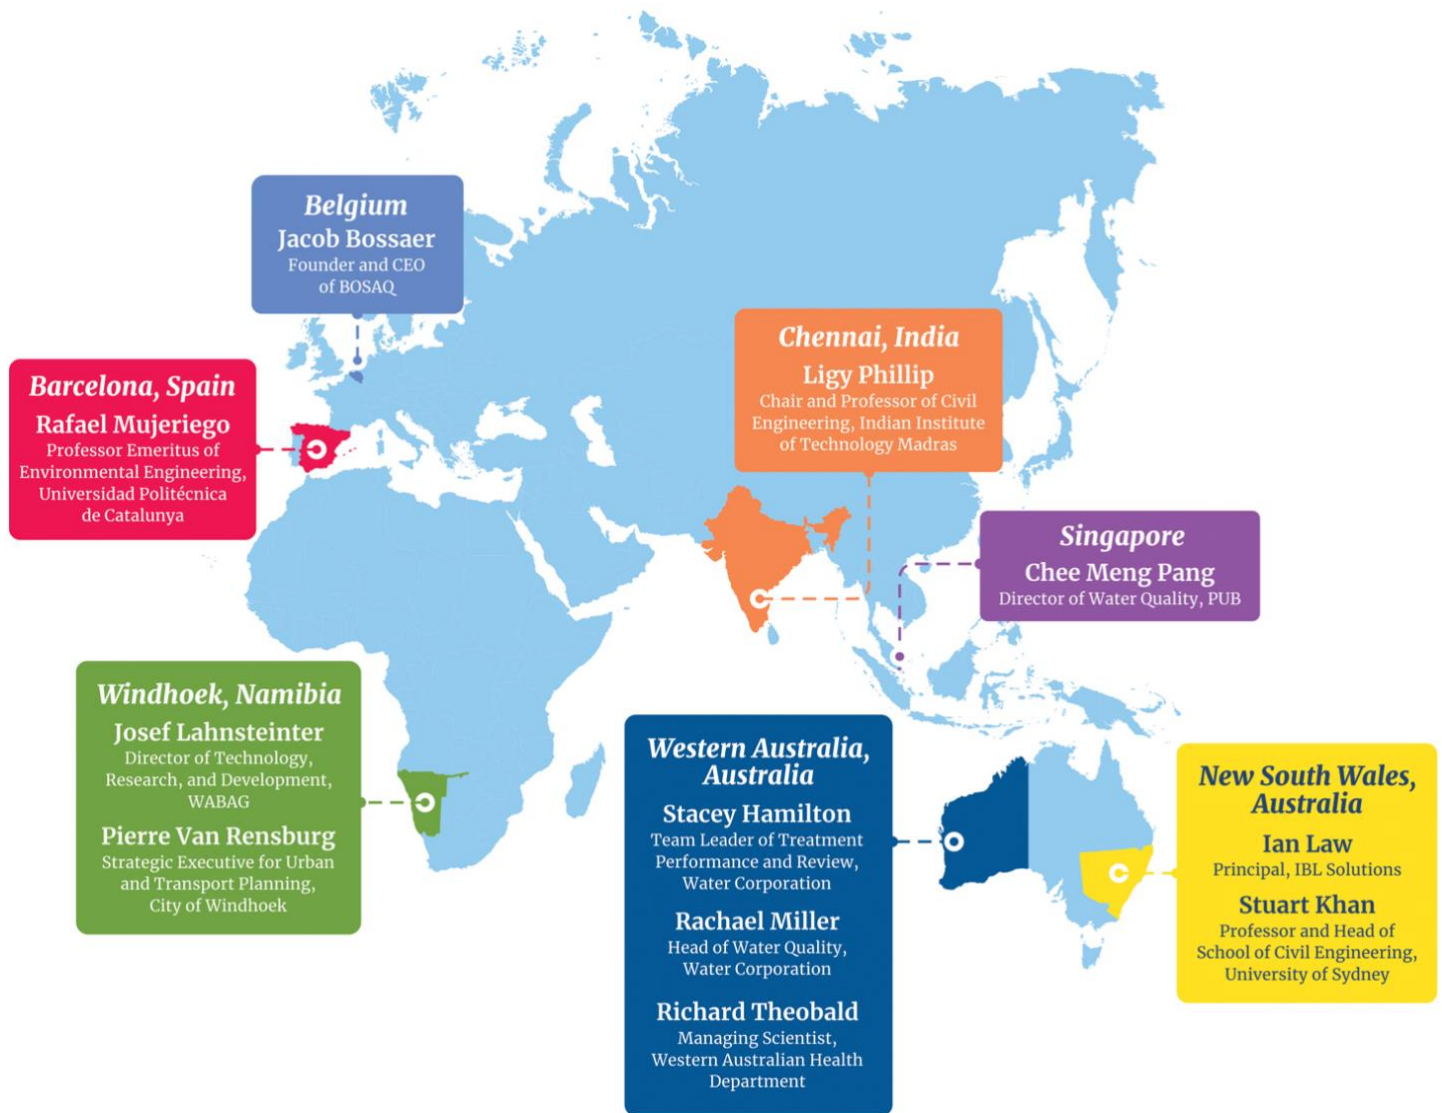 Belgium
Jacob Bossaer
Founder and CEO
of BOSAQ
Barcelona, Spain
Rafael Mujeriego
Professor Emeritus of
Environmental Engineering,
Universidad Politécnica
de Catalunya
Chennai, India
Ligy Phillip
Chair and Professor of Civil
Engineering, Indian Institute
of Technology Madras
Singapore
Chee Meng Pang
Director of Water Quality, PUB
Windhoek, Namibia
Josef Lahnsteinter
Director of Technology,
Research, and Development,
WABAG
Pierre Van Rensburg
Strategic Executive for Urban
and Transport Planning,
City of Windhoek
Western Australia,
Australia
Stacey Hamilton
Team Leader of Treatment
Performance and Review,
Water Corporation
Rachael Miller
Head of Water Quality,
Water Corporation
Richard Theobald
Managing Scientist,
Western Australian Health
Department
New South Wales,
Australia
Ian Law
Principal, IBL Solutions
Stuart Khan
Professor and Head of
School of Civil Engineering,
University of Sydney